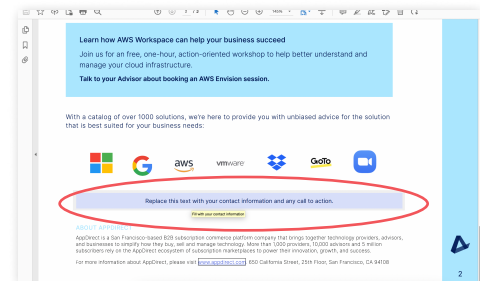 145%
Learn how AWS Workspace can help your business succeed
Join us for an free, one-hour, action-oriented workshop to help better understand and
manage your cloud infrastructure.
Talk to your Advisor about booking an AWS Envision session.
With a catalog of over 1000 solutions, we're here to provide you with unbiased advice for the solution
that is best suited for your business needs:
aws
vmware
GoTo
Replace this text with your contact information and any call to action.
Fill with your contact information
ABOUT APPDIRECT
AppDirect is a San Francisco-based B2B subscription commerce platform company that brings together technology providers, advisors,
and businesses to simplify how they buy, sell and manage technology. More than 1,000 providers, 10,000 advisors and 5 million
subscribers rely on the AppDirect ecosystem of subscription marketplaces to power their innovation, growth, and success.
For more information about AppDirect, please visit www.appdirect.com. 650 California Street, 25th Floor, San Francisco, CA 94108
2